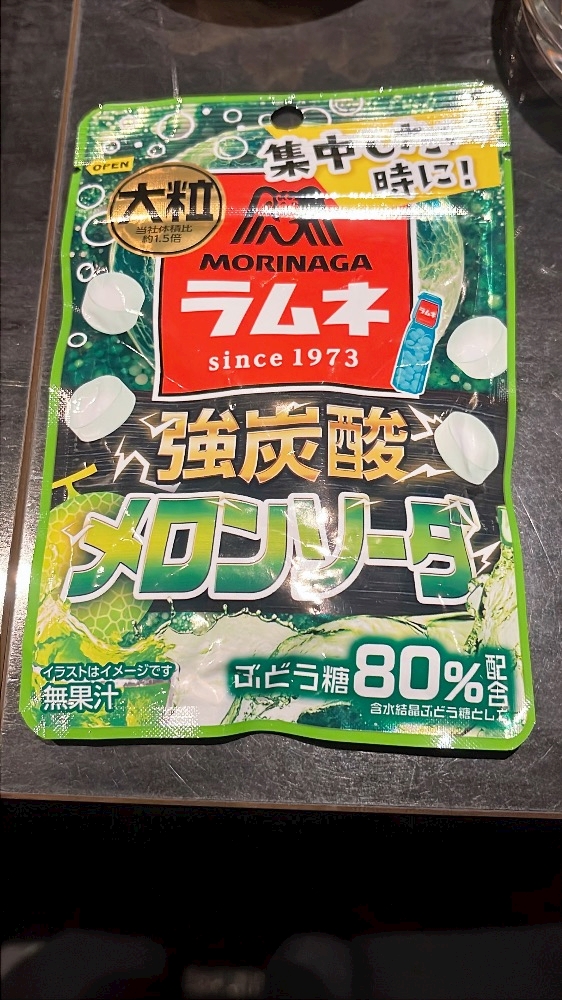 OPEN
集中したい
時に!
大粒
当社体積比
約1.5倍
MORINAGA
ラムネ
since 1973
ラムネ
強炭酸
メロンソーダ
イラストはイメージです
無果汁
ぶどう糖80%配合
含水結晶ぶどう糖として